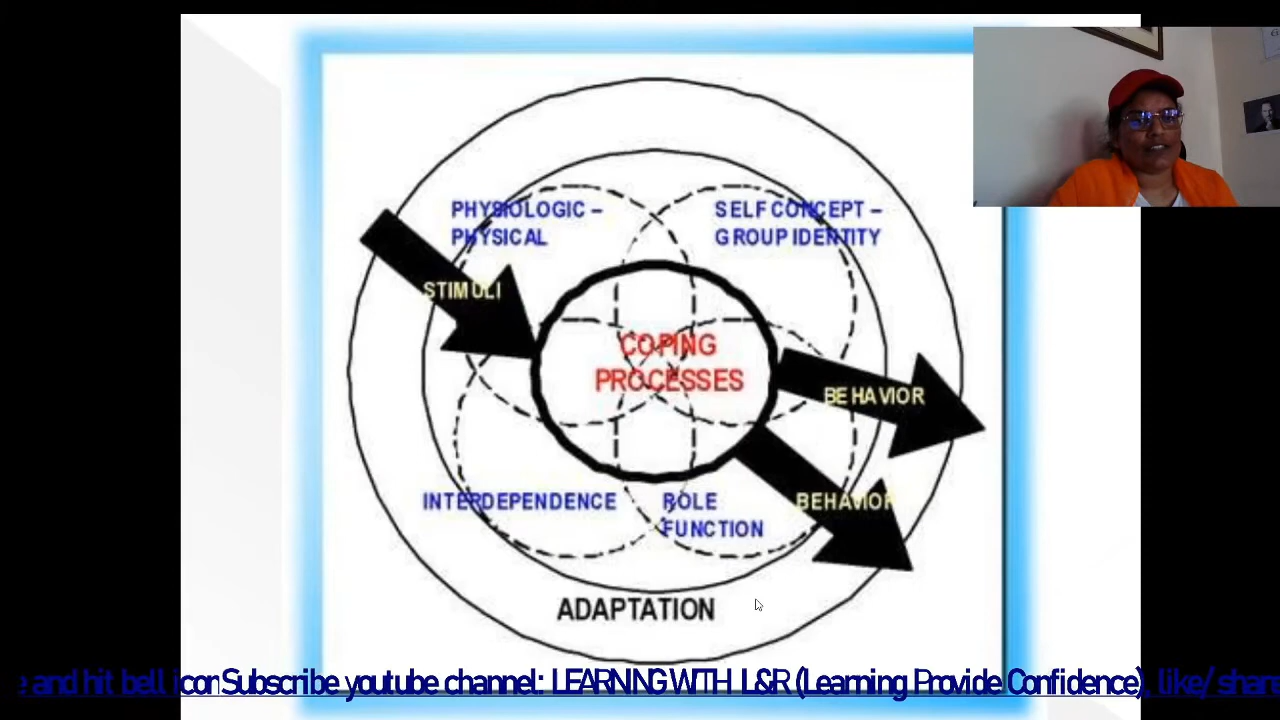 PHYSIOLOGIC –
PHYSICAL
SELF CONCEPT –
GROUP IDENTITY
STIMULI
COPING
PROCESSES
BEHAVIOR
INTERDEPENDENCE
ROLE
FUNCTION
BEHAVIOR
ADAPTATION
and hit bell icon Subscribe youtube channel: LEARNING WITH L&R (Learning Provide Confidence), like/ share